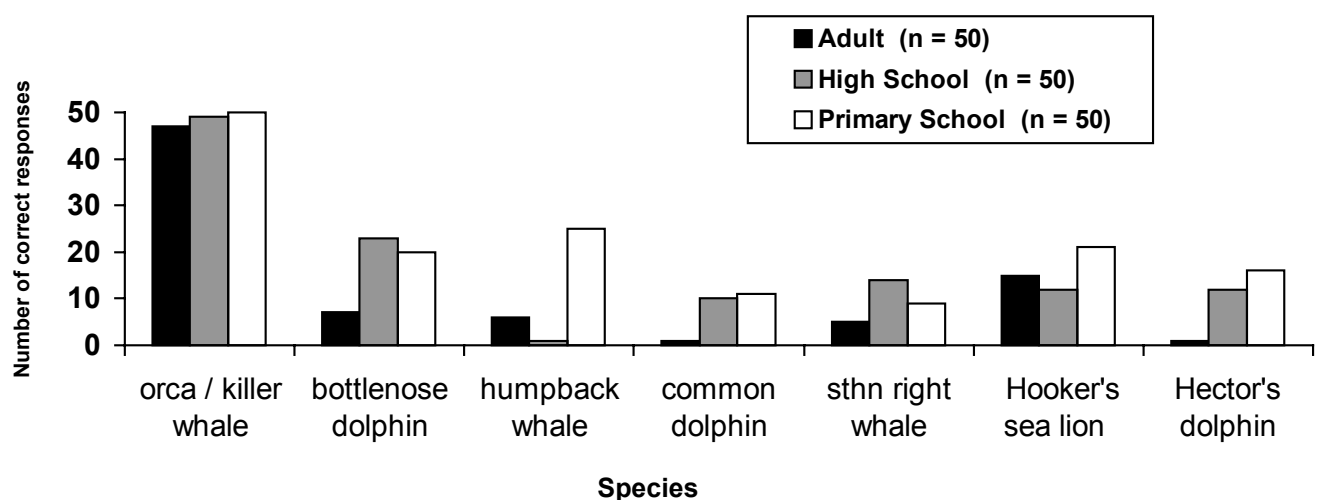 Adult (n = 50)
High School (n = 50)
Primary School (n = 50)
Number of correct responses
50
40
30
20
10
0
orca / killer whale
bottlenose dolphin
humpback whale
common dolphin
sthn right whale
Hooker's sea lion
Hector's dolphin
Species